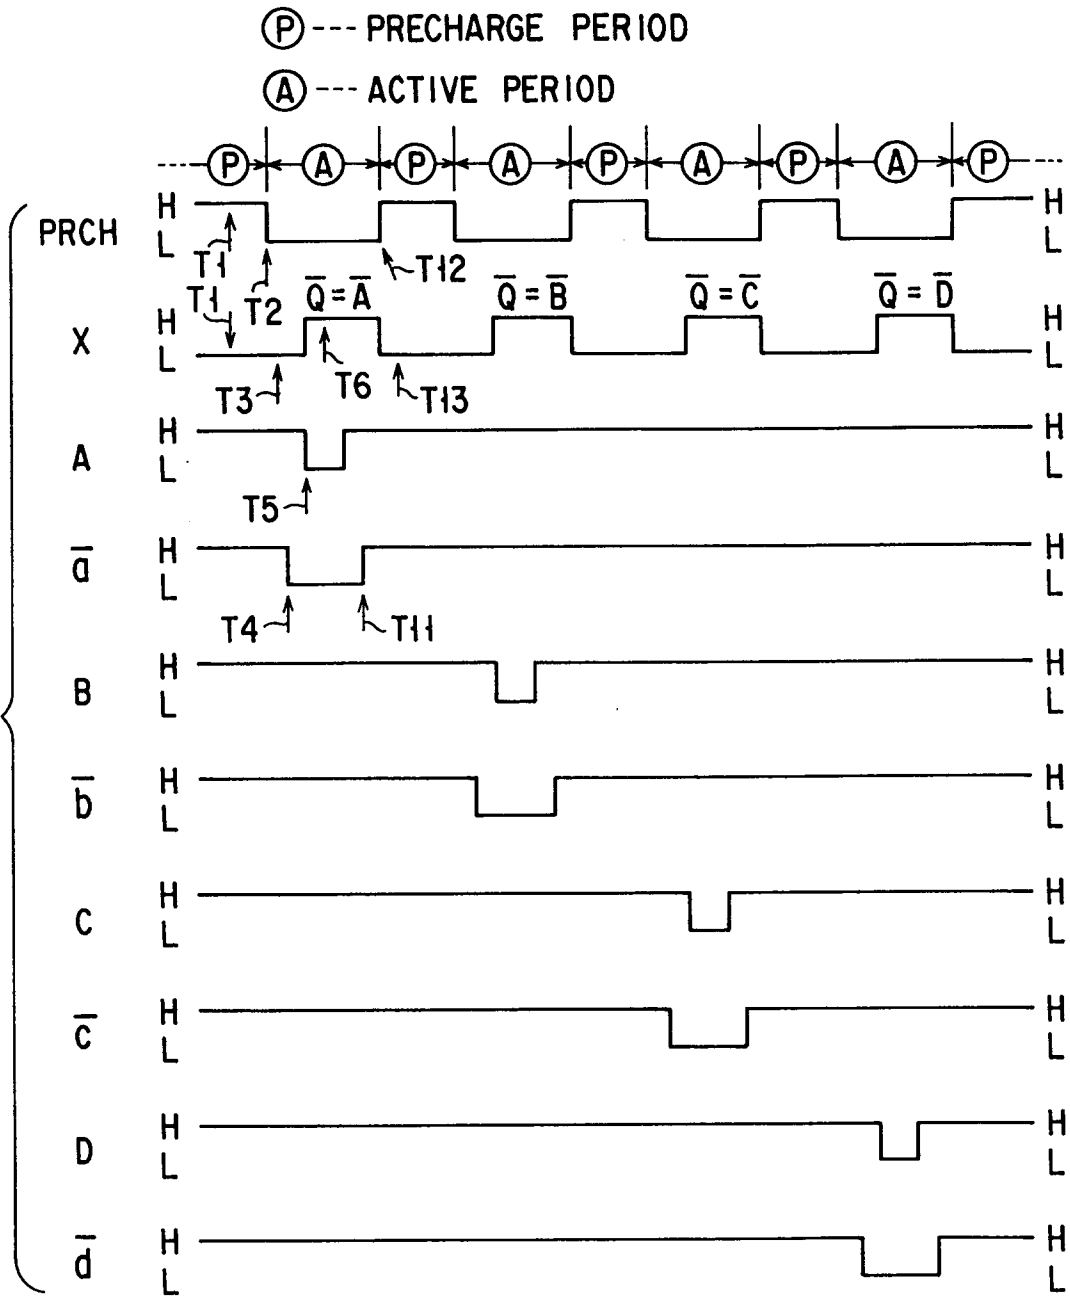 Ⓟ --- PRECHARGE PERIOD
Ⓐ --- ACTIVE PERIOD
Ⓟ Ⓐ Ⓟ Ⓐ Ⓟ Ⓐ Ⓟ Ⓐ Ⓟ
PRCH H L H L
T1 T2 T12
X H L H L
T1 Q̅=A̅ Q̅=B̅ Q̅=C̅ Q̅=D̅
T3 T6 T13
A H L H L
T5
a̅ H L H L
T4 T11
B H L H L
b̅ H L H L
C H L H L
c̅ H L H L
D H L H L
d̅ H L H L